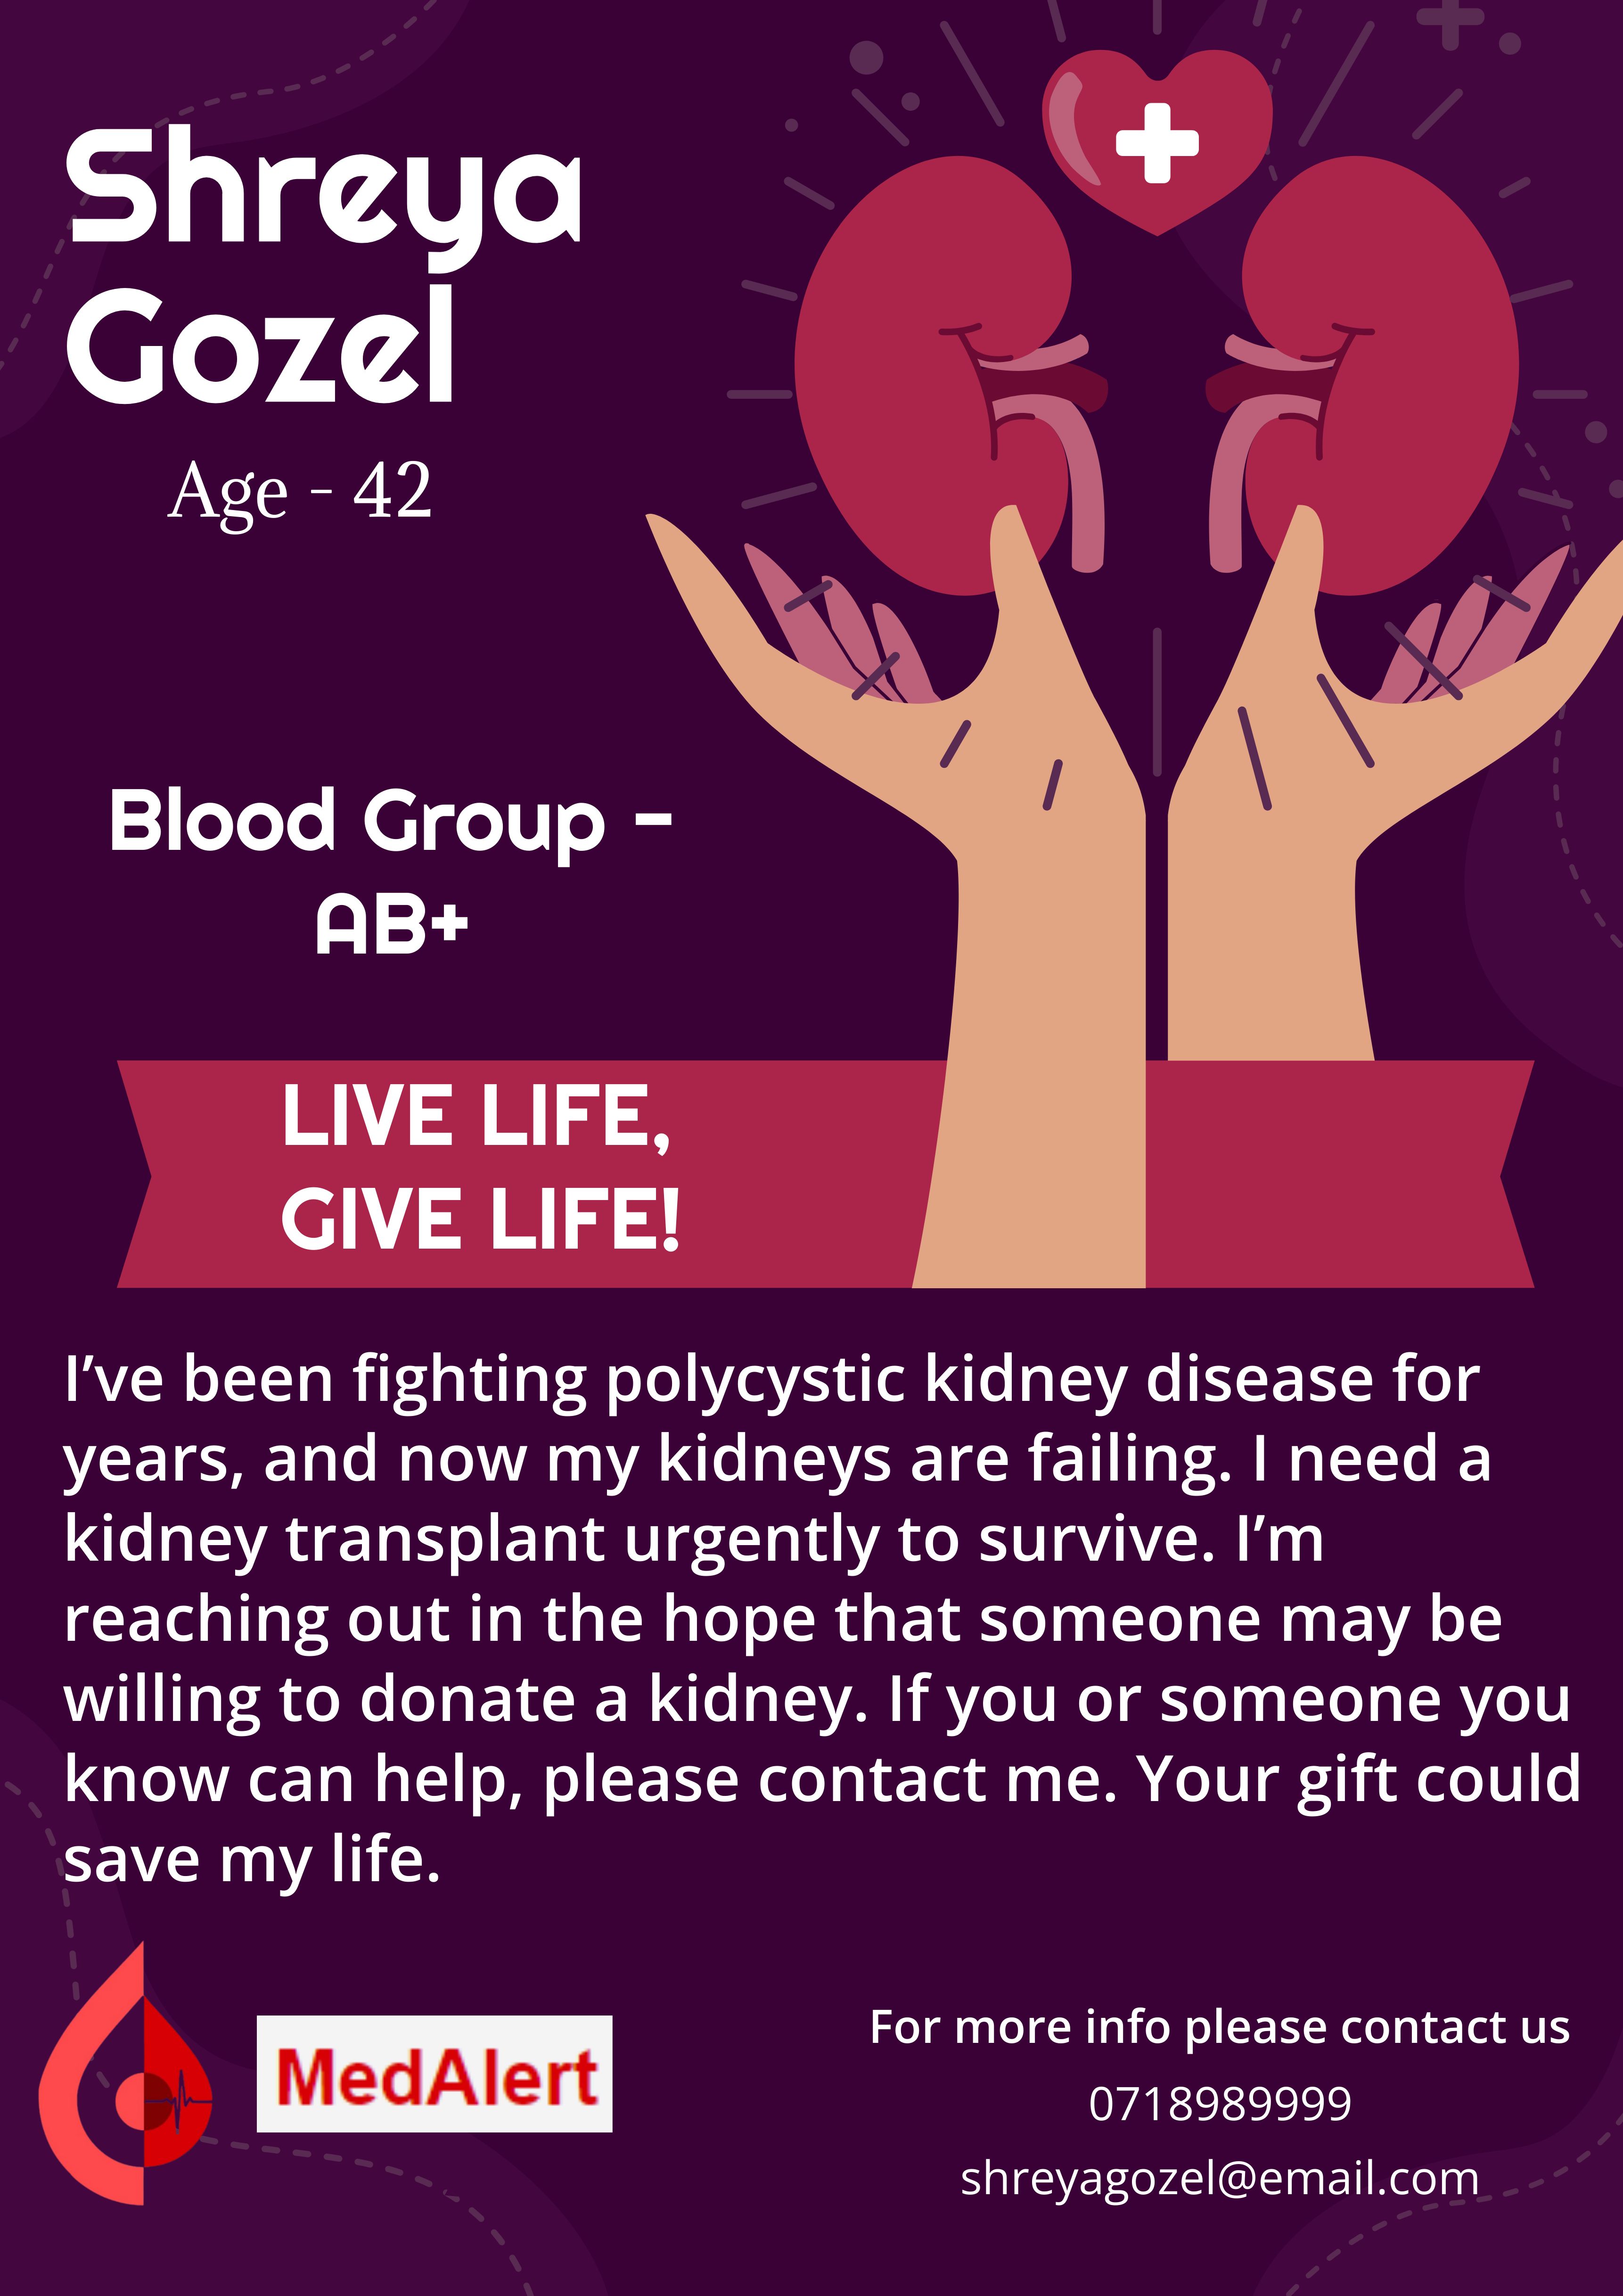 Shreya
Gozel
Age - 42
Blood Group -
AB+
LIVE LIFE,
GIVE LIFE!
I’ve been fighting polycystic kidney disease for
years, and now my kidneys are failing. I need a
kidney transplant urgently to survive. I’m
reaching out in the hope that someone may be
willing to donate a kidney. If you or someone you
know can help, please contact me. Your gift could
save my life.
MedAlert
For more info please contact us
0718989999
shreyagozel@email.com